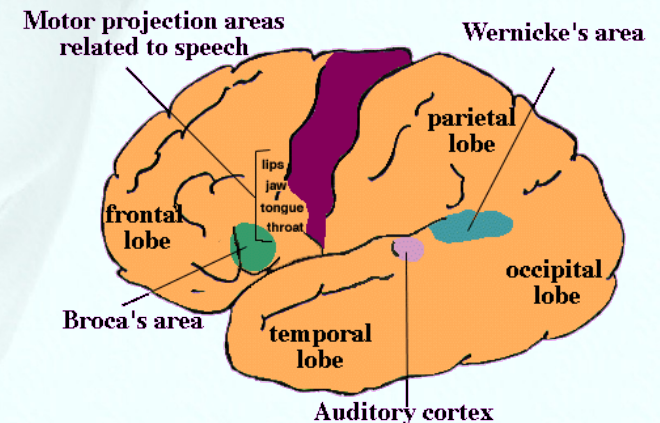 Motor projection areas
related to speech
Wernicke's area
parietal
lobe
lips
jaw
tongue
throat
frontal
lobe
occipital
lobe
Broca's area
temporal
lobe
Auditory cortex